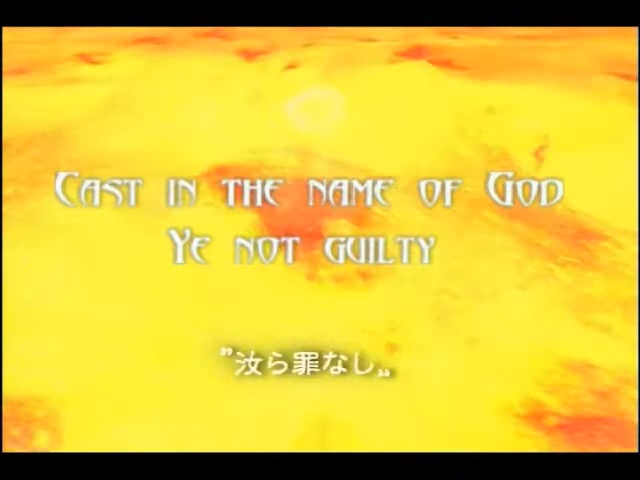 Cast in the name of God
Ye not guilty
〝汝ら罪なし〟